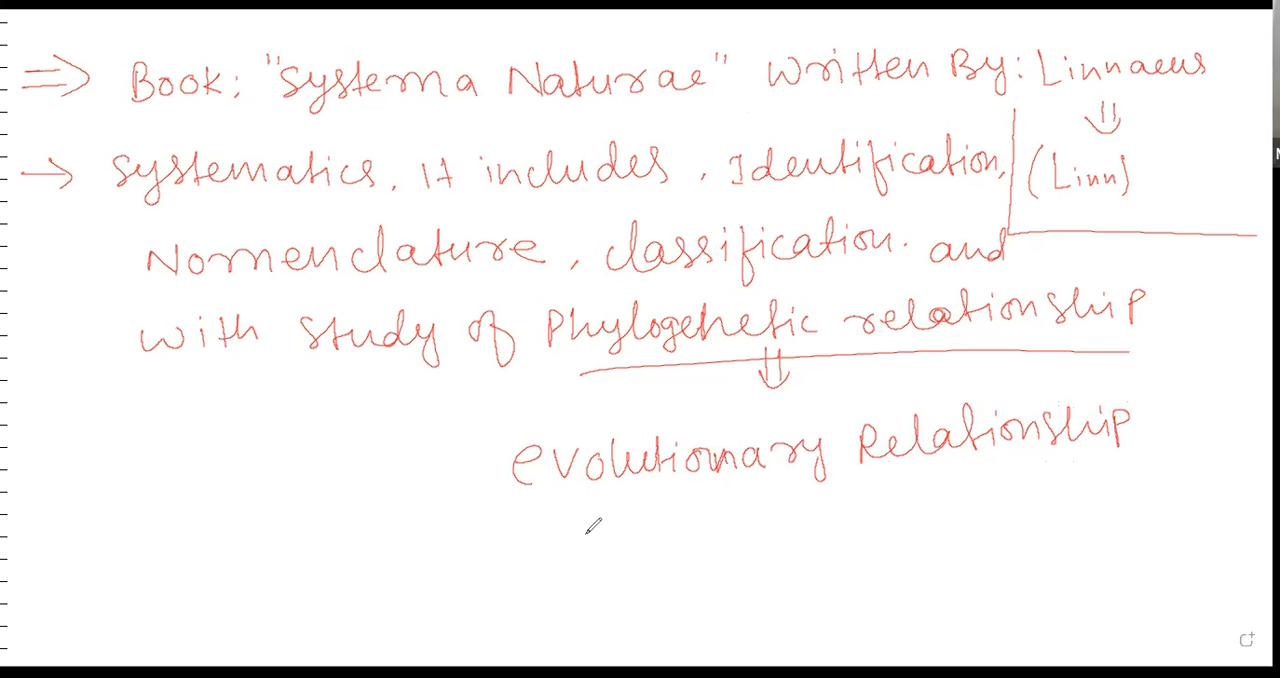 ⇒ Book: "Systema Naturae" Written By: Linnaeus
⇓
(Linn)
→ Systematics. It includes, Identification,
Nomenclature, classification. and
with study of Phylogenetic relationship
⇓
evolutionary Relationship